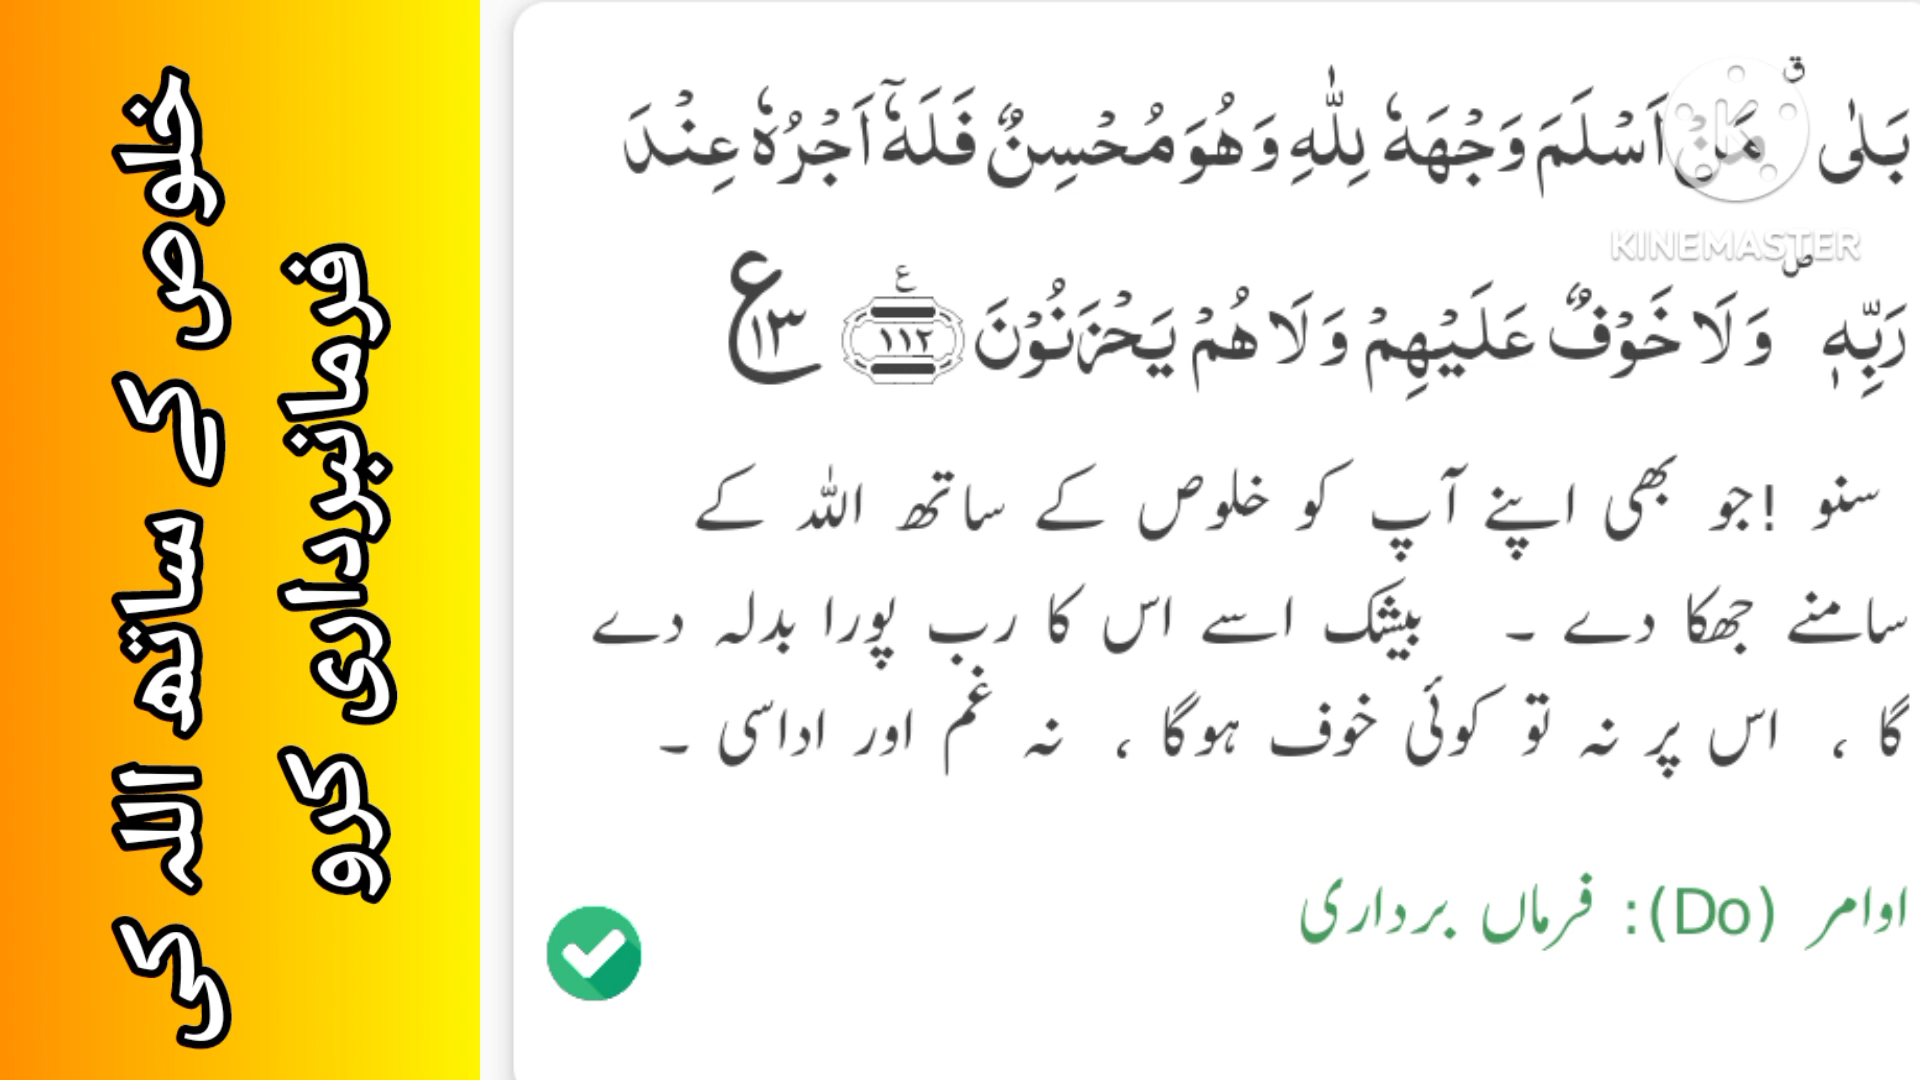 خلوص کے ساتھ اللہ کی
فرمانبرداری کرو
بَلٰی ۗ مَنْ اَسْلَمَ وَجْهَهٗ لِلّٰهِ وَهُوَ مُحْسِنٌ فَلَهٗۤ اَجْرُهٗ عِنْدَ
رَبِّهٖ ۪ وَلَا خَوْفٌ عَلَیْهِمْ وَلَا هُمْ یَحْزَنُوْنَ ﴿۱۱۲﴾ ع ۱۳
KINEMASTER
سنو !جو بھی اپنے آپ کو خلوص کے ساتھ اللہ کے
سامنے جھکا دے ۔ بیشک اسے اس کا رب پورا بدلہ دے
گا ، اس پر نہ تو کوئی خوف ہوگا ، نہ غم اور اداسی ۔
اوامر (Do): فرماں برداری